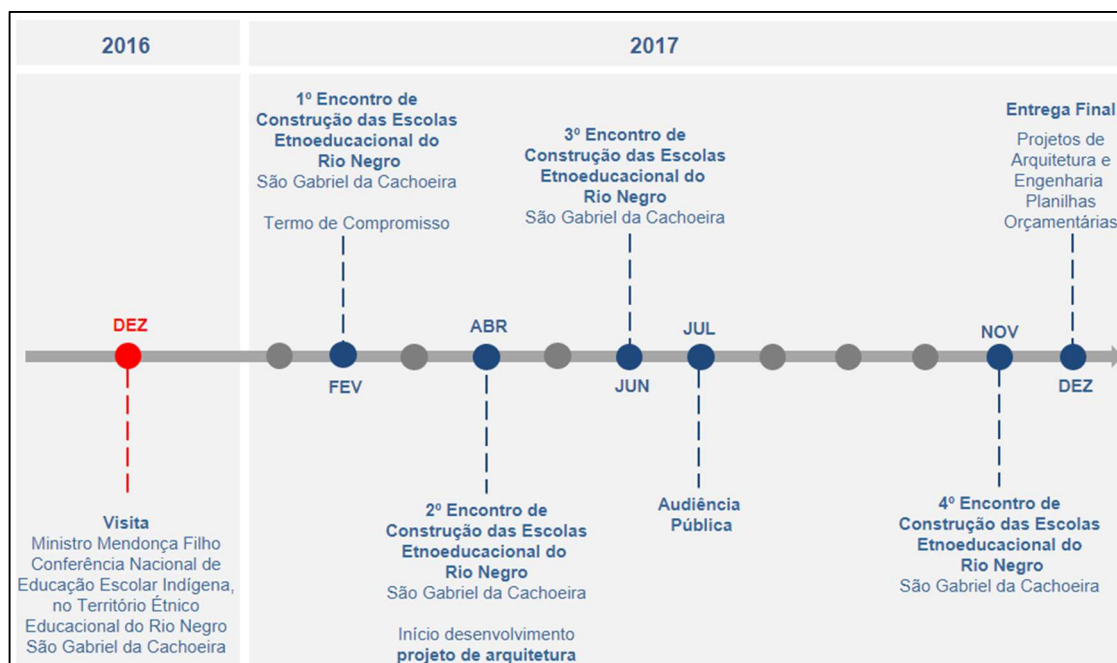 2016
2017
1º Encontro de
Construção das Escolas
Etnoeducacional do
Rio Negro
São Gabriel da Cachoeira
Termo de Compromisso
3º Encontro de
Construção das Escolas
Etnoeducacional do
Rio Negro
São Gabriel da Cachoeira
Entrega Final
Projetos de
Arquitetura e
Engenharia
Planilhas
Orçamentárias
DEZ
FEV
ABR
JUN
JUL
NOV
DEZ
Visita
Ministro Mendonça Filho
Conferência Nacional de
Educação Escolar Indígena,
no Território Étnico
Educacional do Rio Negro
São Gabriel da Cachoeira
2º Encontro de
Construção das Escolas
Etnoeducacional do
Rio Negro
São Gabriel da Cachoeira
Início desenvolvimento
projeto de arquitetura
Audiência
Pública
4º Encontro de
Construção das Escolas
Etnoeducacional do
Rio Negro
São Gabriel da Cachoeira